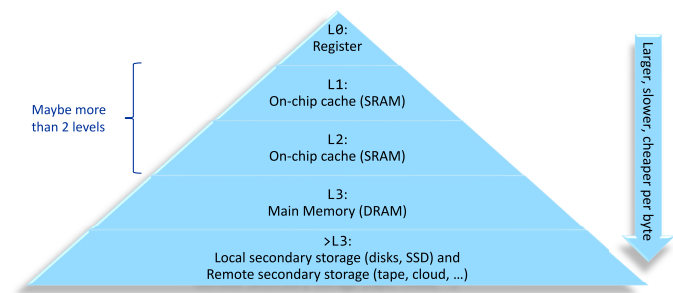 L0:
Register
L1:
On-chip cache (SRAM)
Maybe more
than 2 levels
L2:
On-chip cache (SRAM)
L3:
Main Memory (DRAM)
>L3:
Local secondary storage (disks, SSD) and
Remote secondary storage (tape, cloud, …)
Larger, slower, cheaper per byte